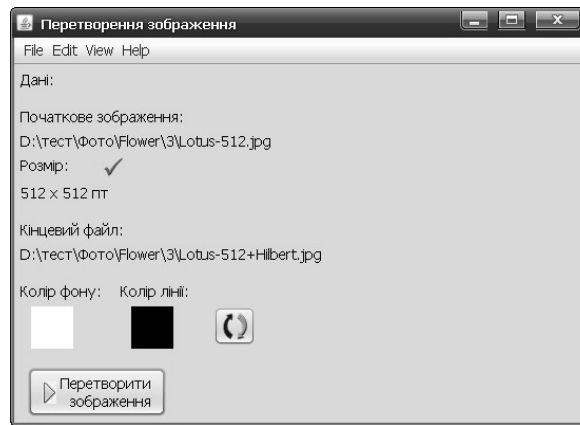 Перетворення зображення
File Edit View Help
Дані:
Початкове зображення:
D:\тест\Фото\Flower\3\Lotus-512.jpg
Розмір:
512 × 512 пт
Кінцевий файл:
D:\тест\Фото\Flower\3\Lotus-512+Hilbert.jpg
Колір фону: Колір лінії:
Перетворити
зображення